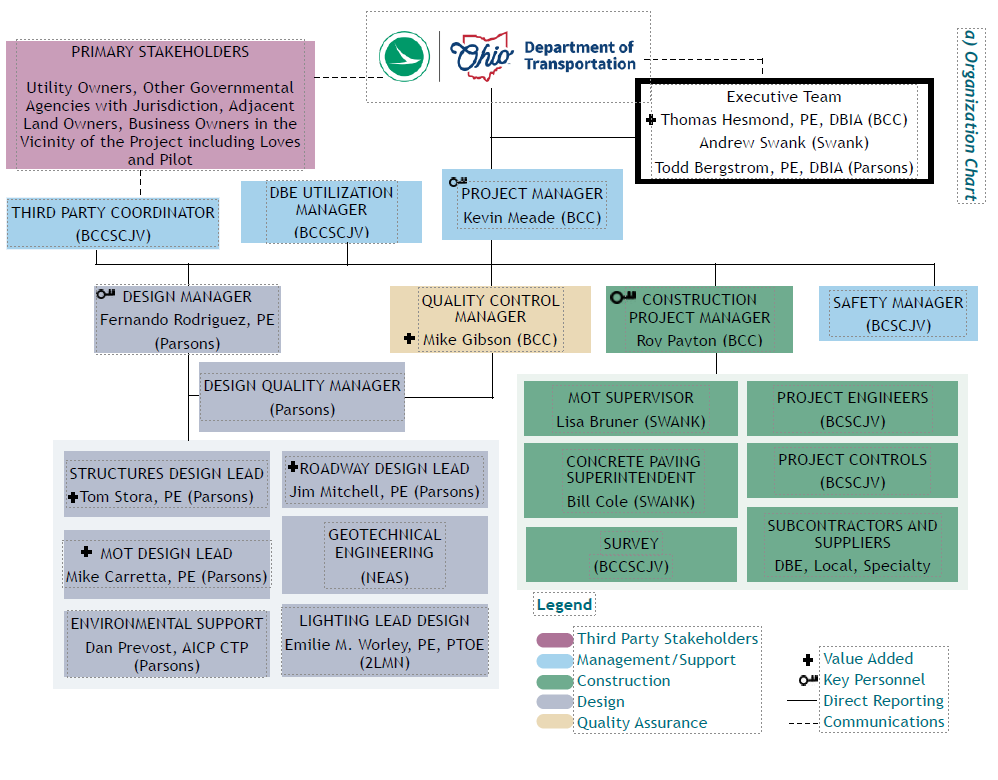 a) Organization Chart
PRIMARY STAKEHOLDERS
Utility Owners, Other Governmental
Agencies with Jurisdiction, Adjacent
Land Owners, Business Owners in the
Vicinity of the Project including Loves
and Pilot
Ohio
Department of
Transportation
Executive Team
Thomas Hesmond, PE, DBIA (BCC)
Andrew Swank (Swank)
Todd Bergstrom, PE, DBIA (Parsons)
THIRD PARTY COORDINATOR
(BCCSCJV)
DBE UTILIZATION
MANAGER
(BCCSCJV)
PROJECT MANAGER
Kevin Meade (BCC)
DESIGN MANAGER
Fernando Rodriguez, PE
(Parsons)
QUALITY CONTROL
MANAGER
Mike Gibson (BCC)
CONSTRUCTION
PROJECT MANAGER
Roy Payton (BCC)
SAFETY MANAGER
(BCSCJV)
DESIGN QUALITY MANAGER
(Parsons)
STRUCTURES DESIGN LEAD
Tom Stora, PE (Parsons)
ROADWAY DESIGN LEAD
Jim Mitchell, PE (Parsons)
MOT DESIGN LEAD
Mike Carretta, PE (Parsons)
GEOTECHNICAL
ENGINEERING
(NEAS)
ENVIRONMENTAL SUPPORT
Dan Prevost, AICP CTP
(Parsons)
LIGHTING LEAD DESIGN
Emilie M. Worley, PE, PTOE
(2LMN)
MOT SUPERVISOR
Lisa Bruner (SWANK)
PROJECT ENGINEERS
(BCSCJV)
CONCRETE PAVING
SUPERINTENDENT
Bill Cole (SWANK)
PROJECT CONTROLS
(BCSCJV)
SURVEY
(BCCSCJV)
SUBCONTRACTORS AND
SUPPLIERS
DBE, Local, Specialty
Legend
Third Party Stakeholders
Management/Support
Construction
Design
Quality Assurance
Value Added
Key Personnel
Direct Reporting
Communications